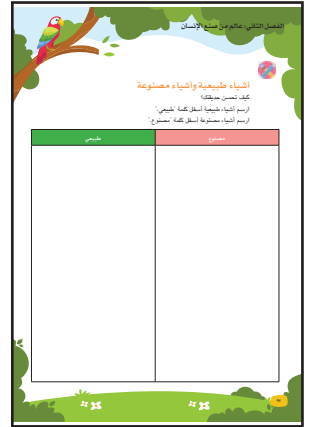 الفصل الثاني: عالم من صنع الإنسان
أشياء طبيعية وأشياء مصنوعة
كيف تحسن حديقتك؟
ارسم أشياء طبيعية أسفل كلمة "طبيعي."
ارسم أشياء مصنوعة أسفل كلمة "مصنوع."
مصنوع
طبيعي